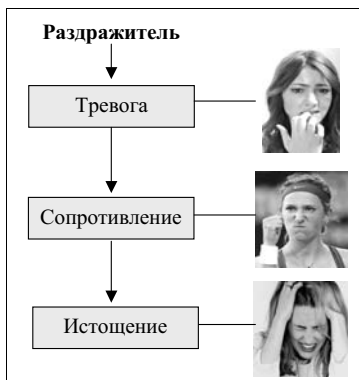 Раздражитель
Тревога
Сопротивление
Истощение